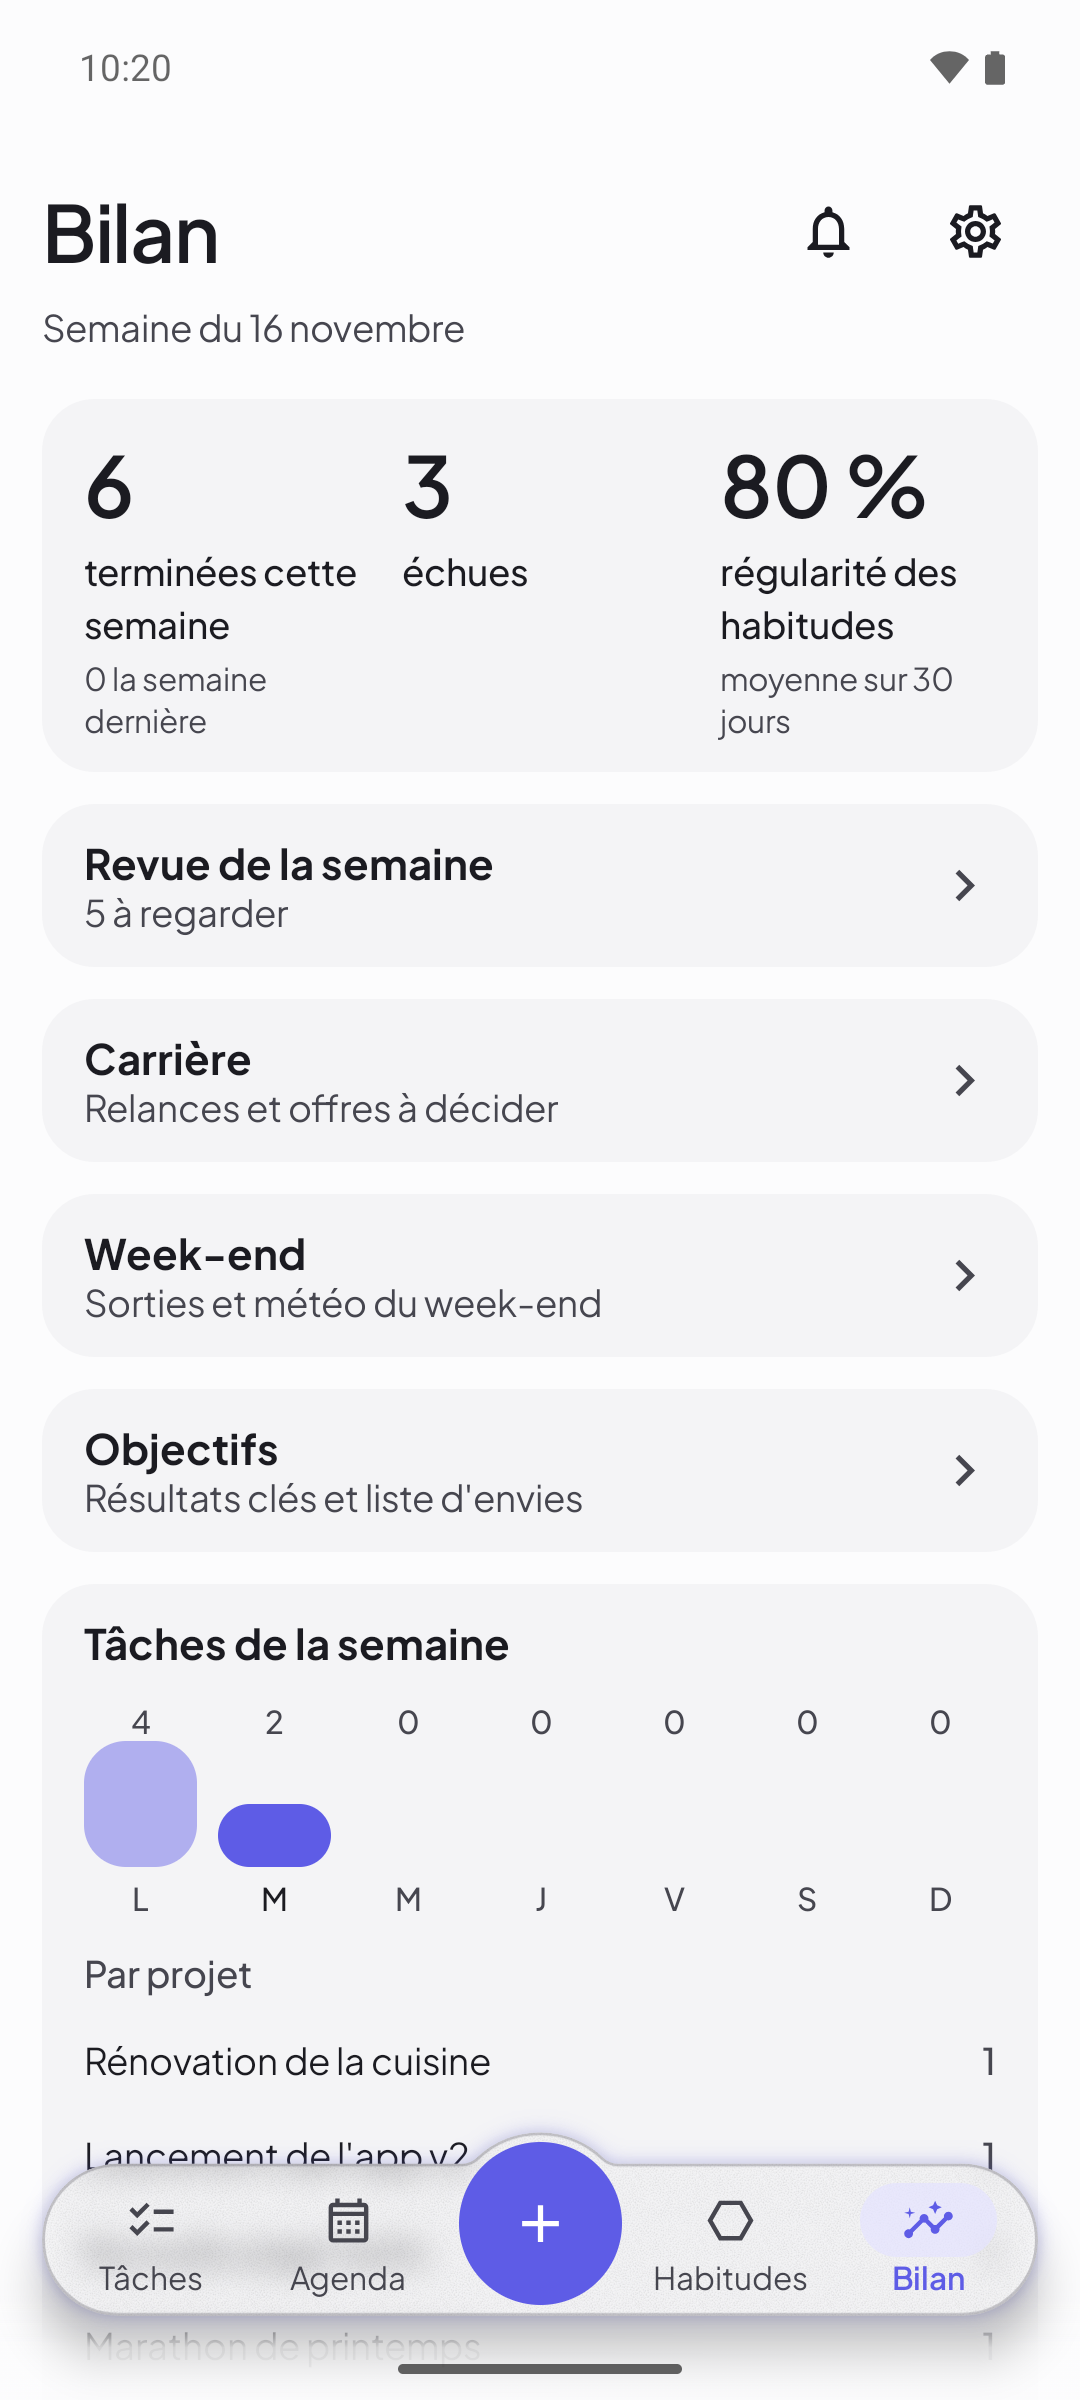 10:20
Bilan
Semaine du 16 novembre
6
terminées cette
semaine
0 la semaine
dernière
3
échues
80 %
régularité des
habitudes
moyenne sur 30
jours
Revue de la semaine
5 à regarder
Carrière
Relances et offres à décider
Week-end
Sorties et météo du week-end
Objectifs
Résultats clés et liste d'envies
Tâches de la semaine
4 2 0 0 0 0 0
L M M J V S D
Par projet
Rénovation de la cuisine 1
Lancement de l'app v2 1
Tâches Agenda + Habitudes Bilan
Marathon de printemps 1